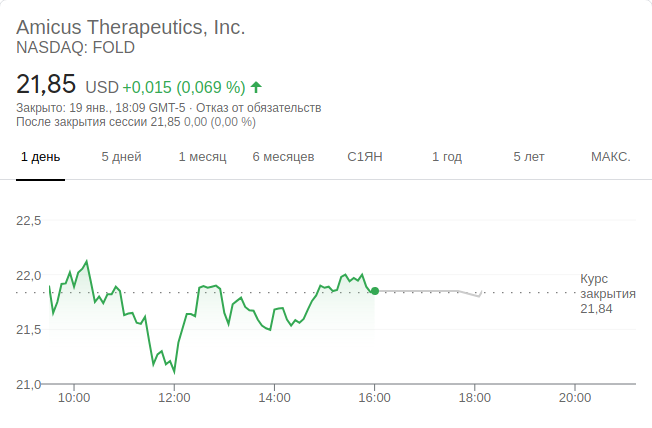 Amicus Therapeutics, Inc.
NASDAQ: FOLD
21,85 USD +0,015 (0,069 %)
Закрыто: 19 янв., 18:09 GMT-5 · Отказ от обязательств
После закрытия сессии 21,85 0,00 (0,00 %)
1 день 5 дней 1 месяц 6 месяцев С1ЯН 1 год 5 лет МАКС.
22,5
22,0
21,5
21,0
Курс
закрытия
21,84
10:00 12:00 14:00 16:00 18:00 20:00